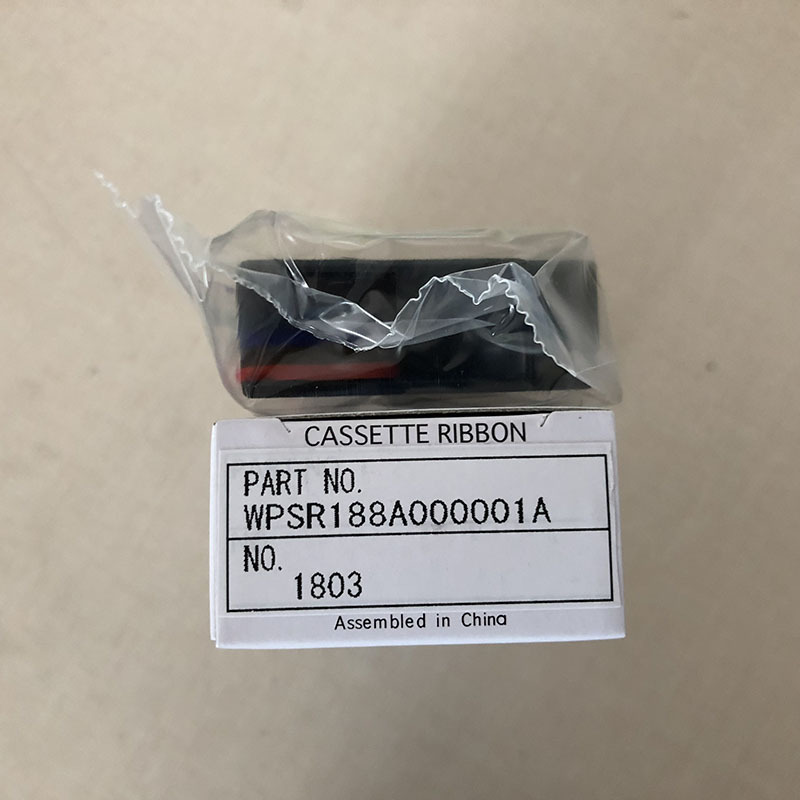 CASSETTE RIBBON
PART NO.
WPSR188A000001A
NO.
1803
Assembled in China